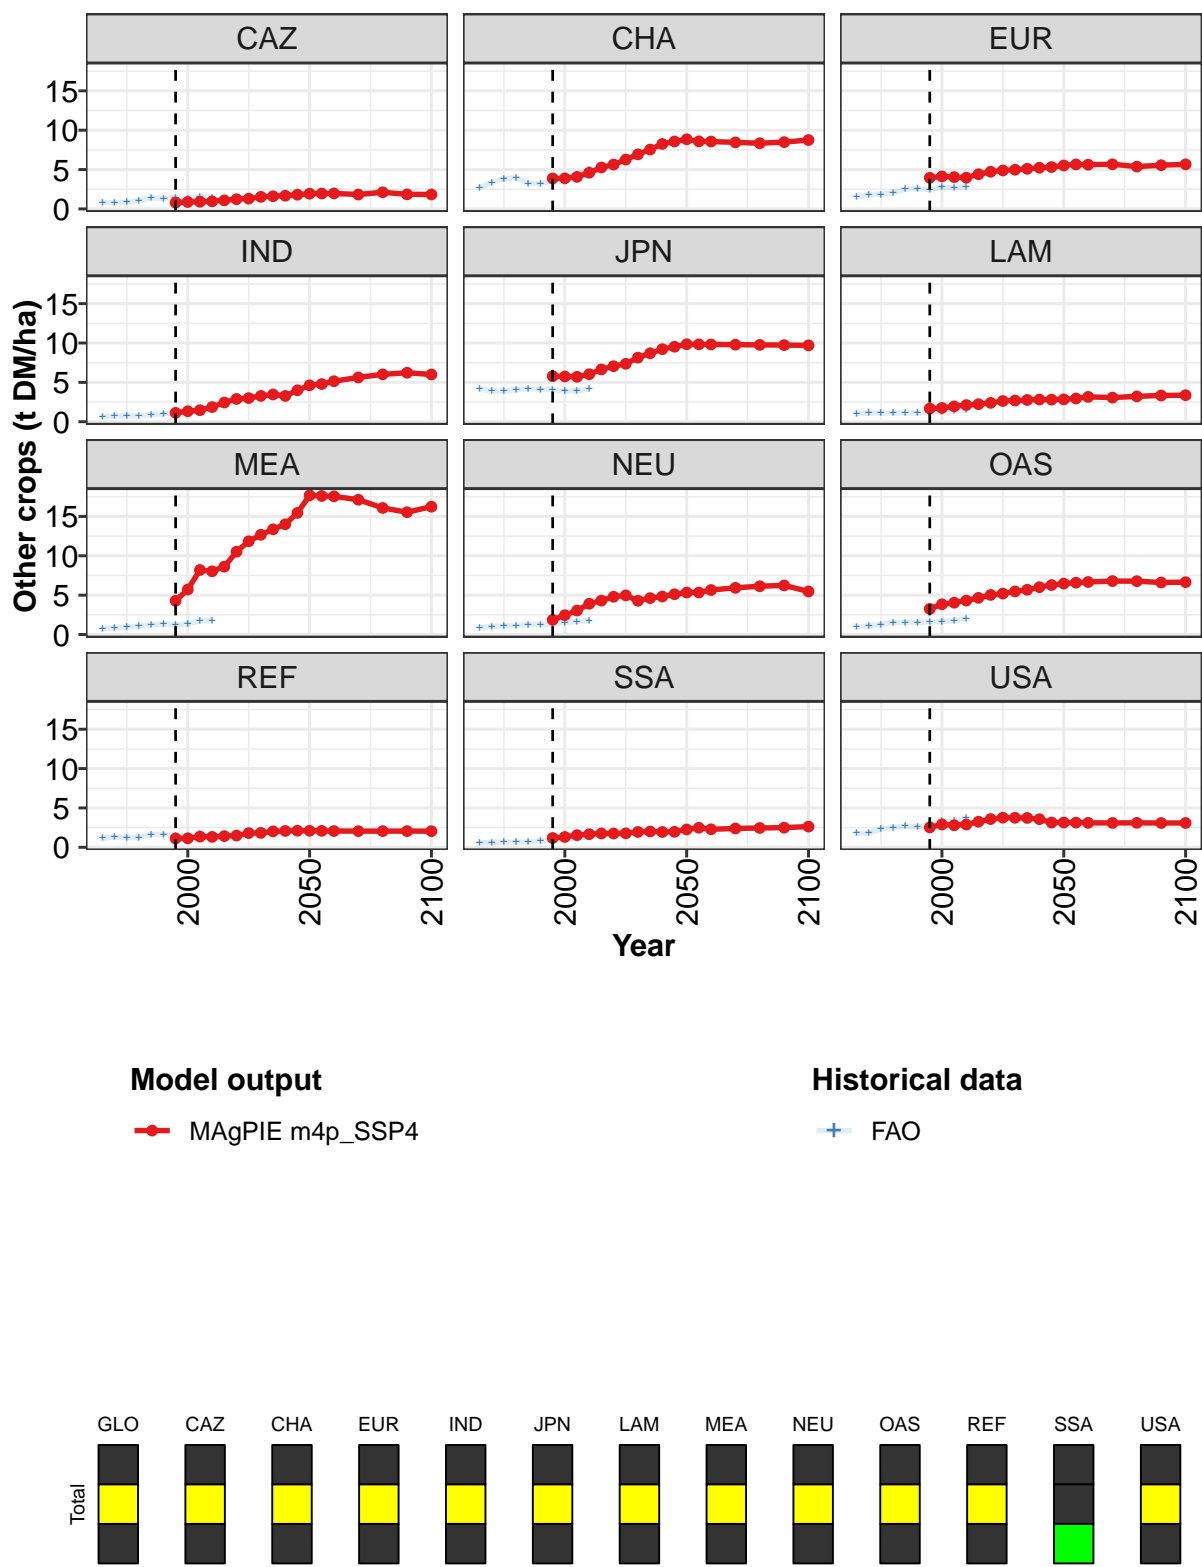 CAZ CHA EUR
15
10
5
0
IND JPN LAM
15
10
5
0
MEA NEU OAS
15
10
5
0
REF SSA USA
15
10
5
0
Other crops (t DM/ha)
2000 2050 2100 2000 2050 2100 2000 2050 2100
Year
Model output Historical data
MAgPIE m4p_SSP4 FAO
GLO CAZ CHA EUR IND JPN LAM MEA NEU OAS REF SSA USA
Total